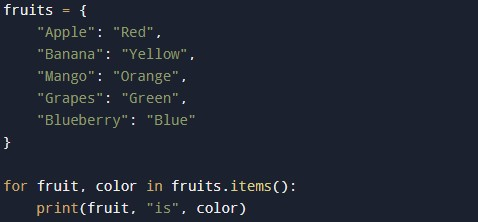 fruits = {
    "Apple": "Red",
    "Banana": "Yellow",
    "Mango": "Orange",
    "Grapes": "Green",
    "Blueberry": "Blue"
}

for fruit, color in fruits.items():
    print(fruit, "is", color)